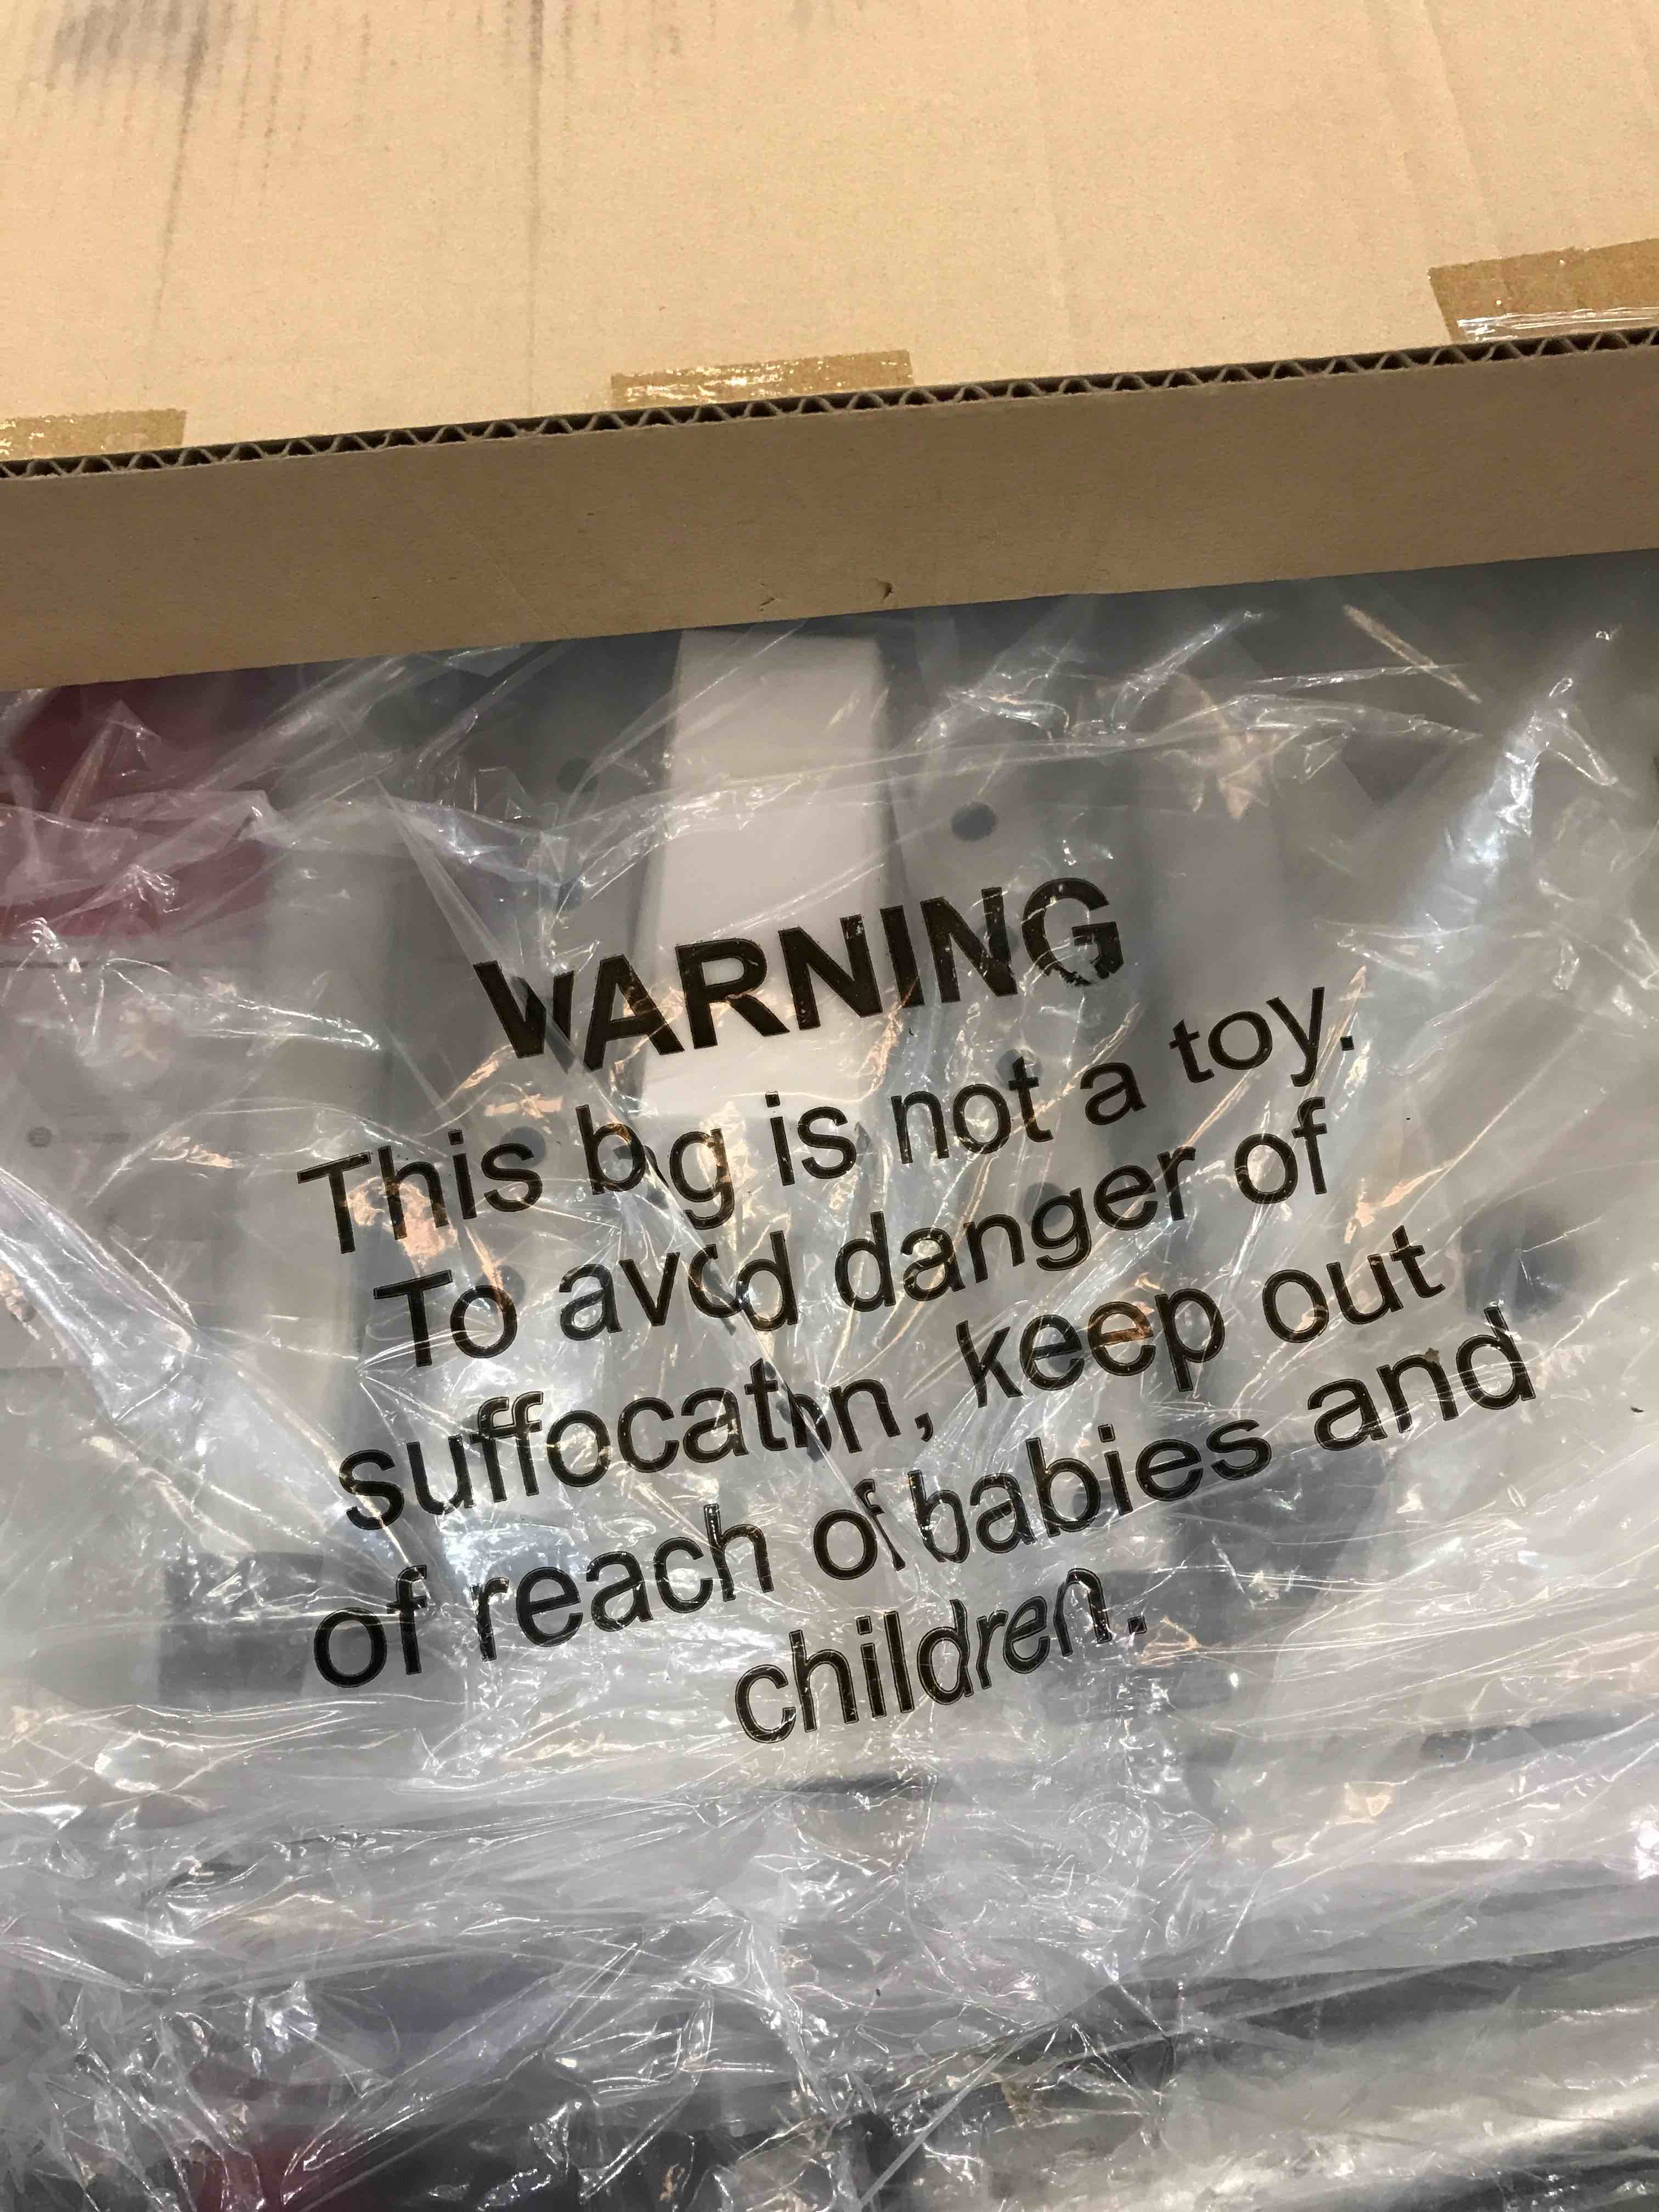 WARNING
This bag is not a toy.
To avoid danger of
suffocation, keep out
of reach of babies and
children.